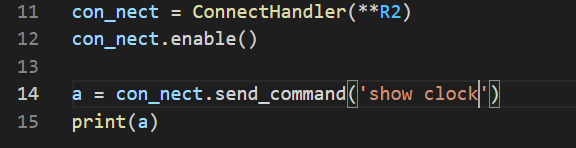 11 con_nect = ConnectHandler(**R2)
12 con_nect.enable()
13
14 a = con_nect.send_command('show clock')
15 print(a)